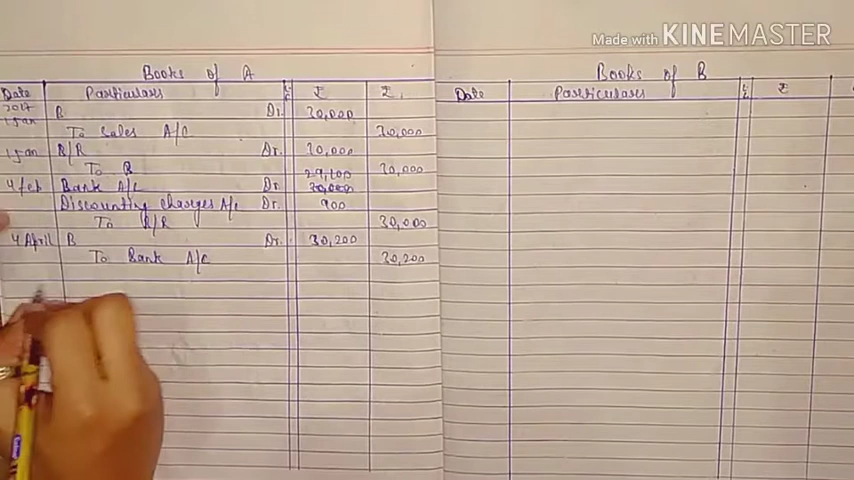 Made with KINEMASTER
Books of A
Date Particulars L.F ₹ ₹
2017
1 Jan B Dr. 30,000
To Sales A/C 30,000
1 Jan B/R Dr. 30,000
To B 30,000
29,100
4 Feb Bank A/C Dr. 30,000
Discounting Charges A/c Dr. 900
To B/R 30,000
4 April B Dr. 30,200
To Bank A/C 30,200
Books of B
Date Particulars L.F ₹